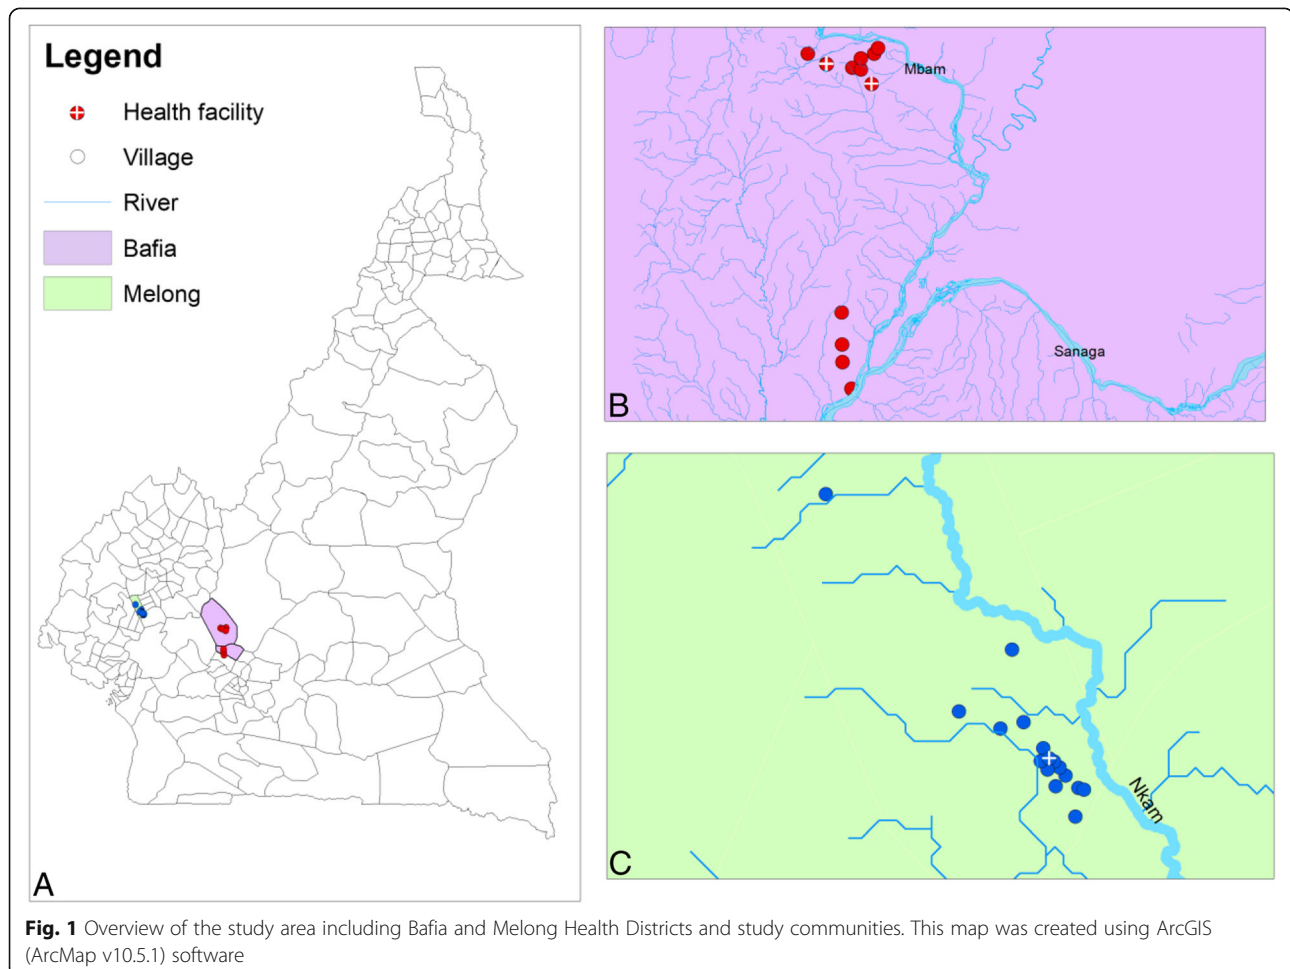 Legend
Health facility
Village
River
Bafia
Melong
A
Mbam
Sanaga
B
Nkam
C
Fig. 1 Overview of the study area including Bafia and Melong Health Districts and study communities. This map was created using ArcGIS
(ArcMap v10.5.1) software